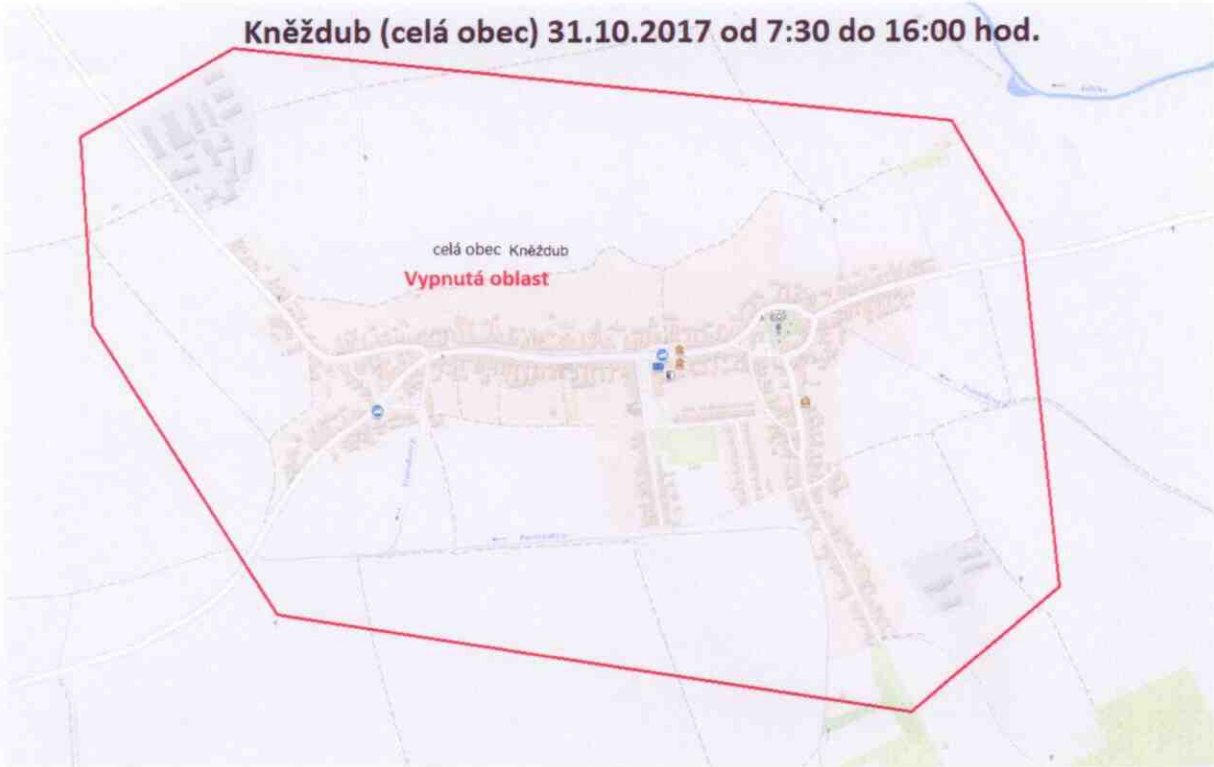 Kněždub (celá obec) 31.10.2017 od 7:30 do 16:00 hod.
celá obec Kněždub
Vypnutá oblast